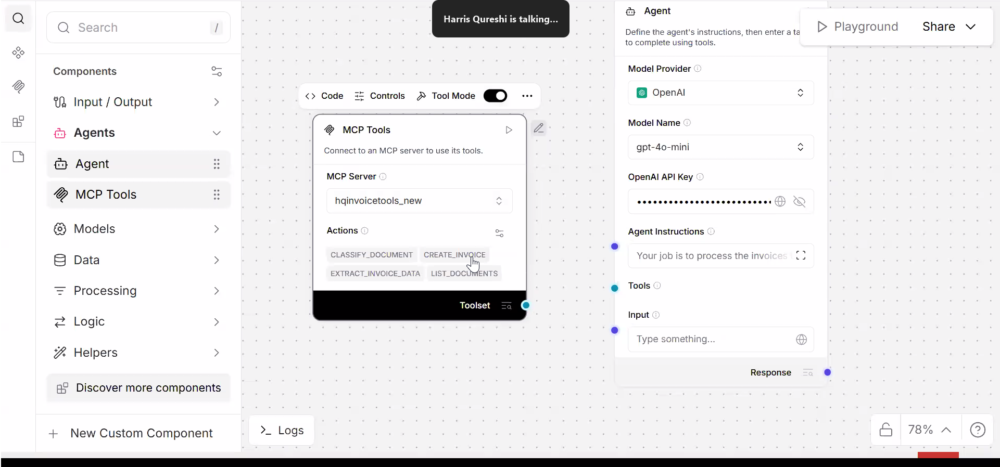 Harris Qureshi is talking...
Search
/
Components
Input / Output
Agents
Agent
MCP Tools
Models
Data
Processing
Logic
Helpers
Discover more components
New Custom Component
Code
Controls
Tool Mode
MCP Tools
Connect to an MCP server to use its tools.
MCP Server
hqinvoicetools_new
Actions
CLASSIFY_DOCUMENT
CREATE_INVOICE
EXTRACT_INVOICE_DATA
LIST_DOCUMENTS
Toolset
Logs
Agent
Define the agent's instructions, then enter a ta
to complete using tools.
Playground
Share
Model Provider
OpenAI
Model Name
gpt-4o-mini
OpenAI API Key
Agent Instructions
Your job is to process the invoices
Tools
Input
Type something...
Response
78%